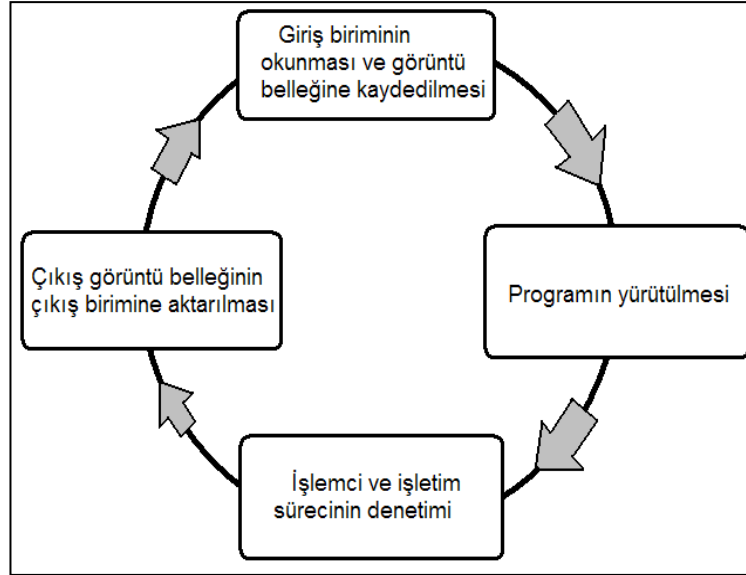 Giriş biriminin
okunması ve görüntü
belleğine kaydedilmesi
Programın yürütülmesi
İşlemci ve işletim
sürecinin denetimi
Çıkış görüntü belleğinin
çıkış birimine aktarılması